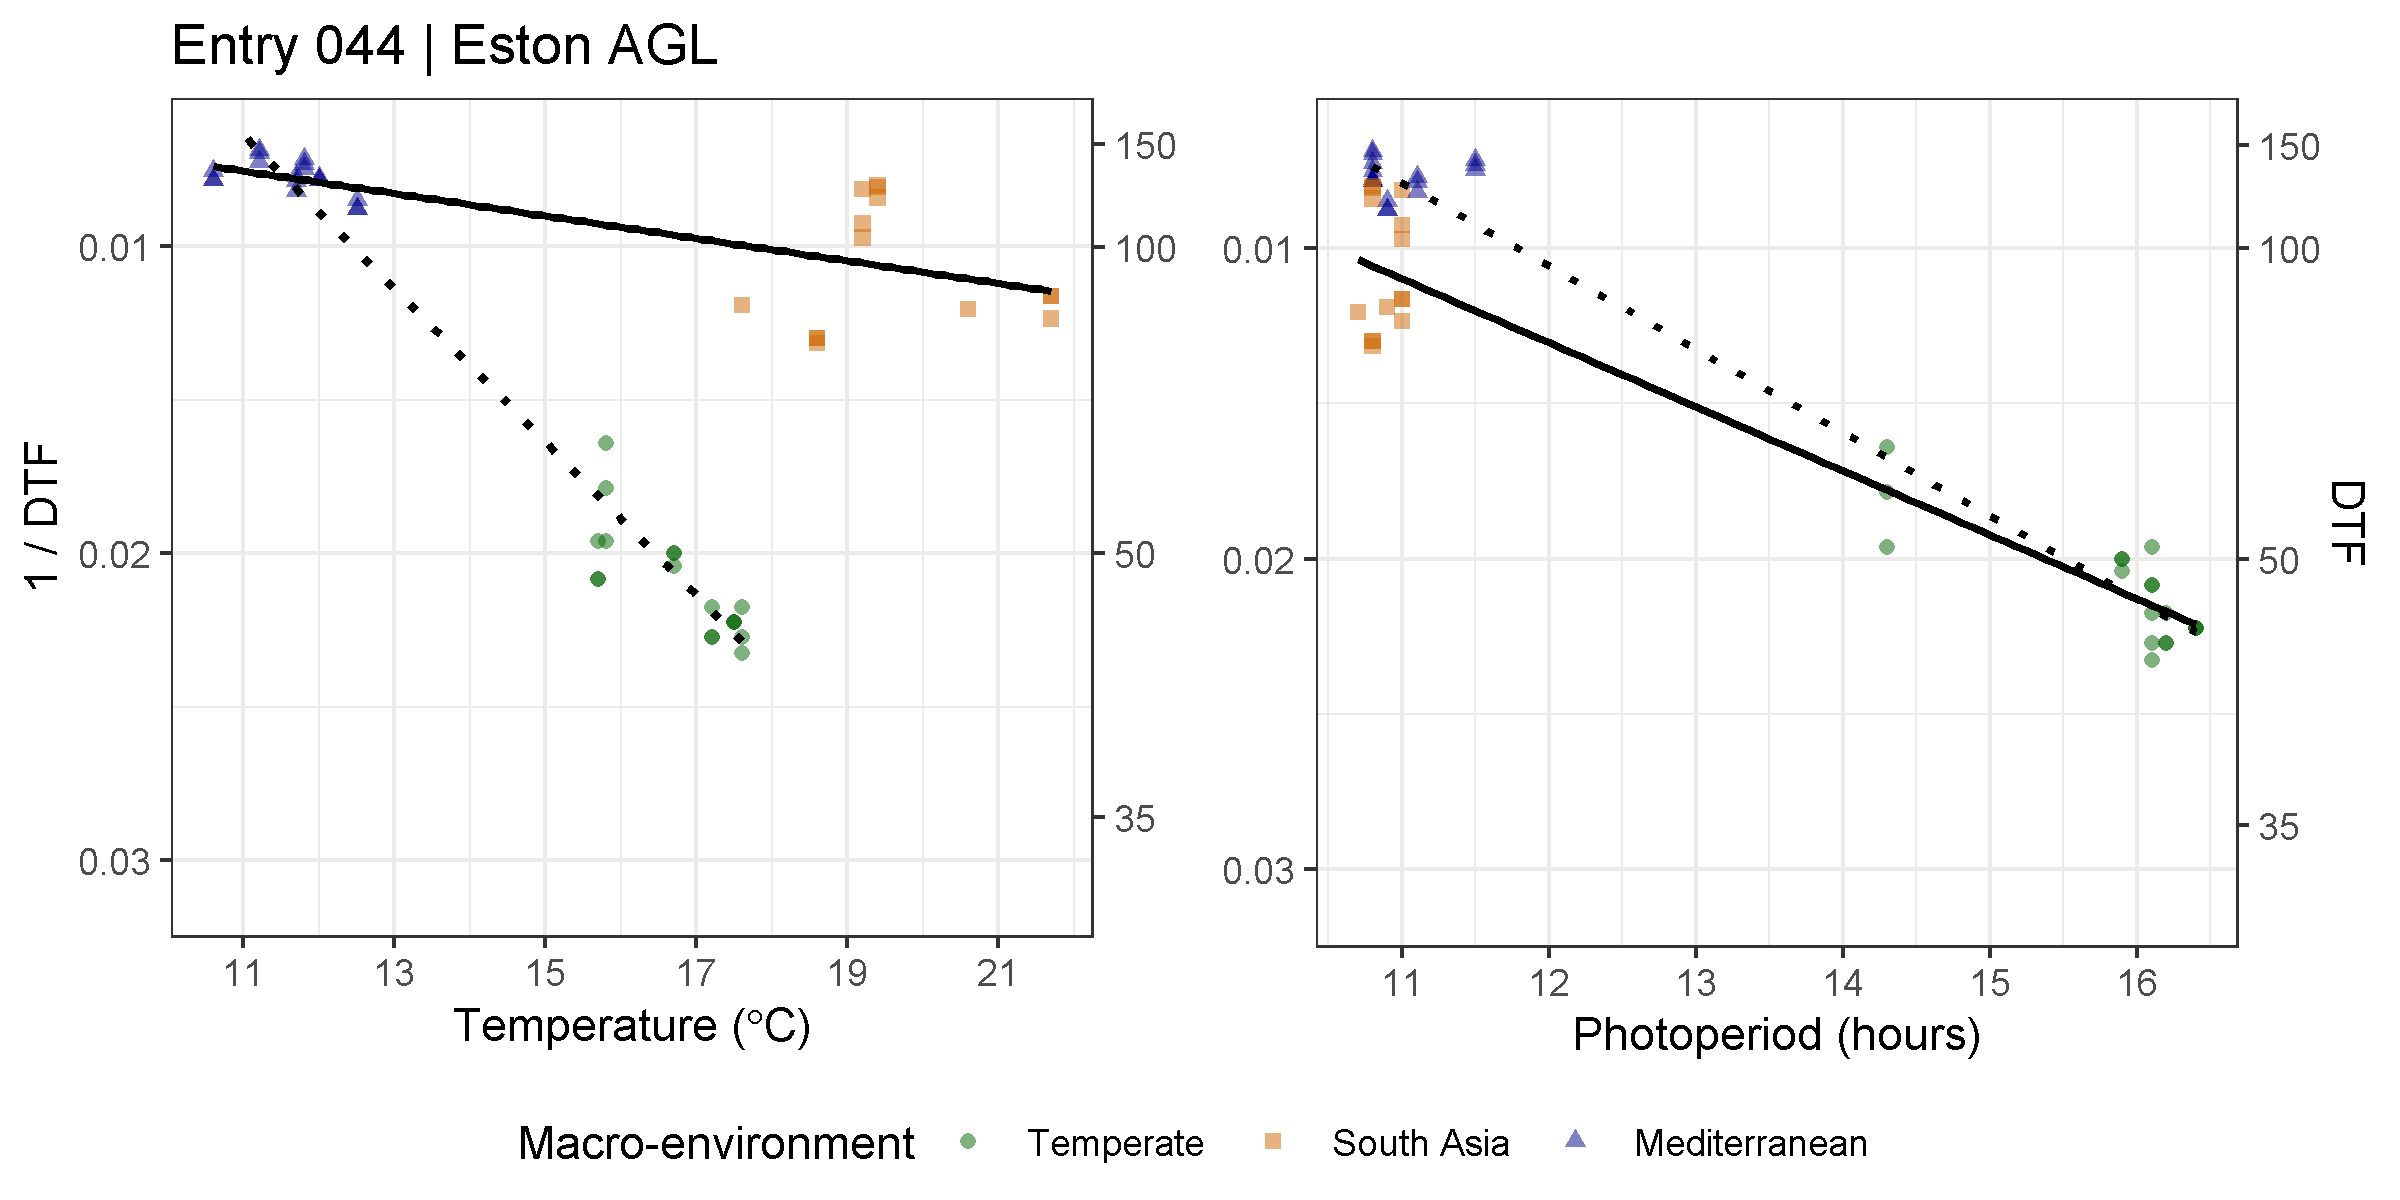 Entry 044 | Eston AGL
1 / DTF
0.01
0.02
0.03
150
100
50
35
11 13 15 17 19 21
Temperature (°C)
0.01
0.02
0.03
150
100
50
35
DTF
11 12 13 14 15 16
Photoperiod (hours)
Macro-environment Temperate South Asia Mediterranean